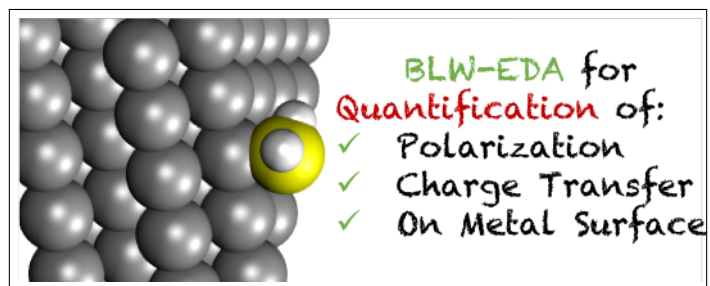 BLW-EDA for
Quantification of:
✓ Polarization
✓ Charge Transfer
✓ On Metal Surface